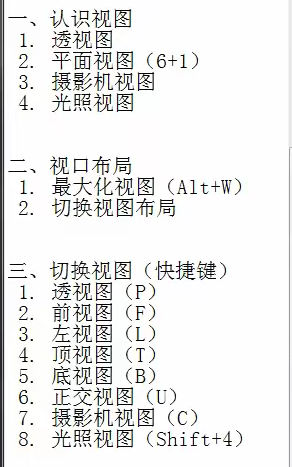 一、认识视图
1. 透视图
2. 平面视图（6+1）
3. 摄影机视图
4. 光照视图
二、视口布局
1. 最大化视图（Alt+W）
2. 切换视图布局
三、切换视图（快捷键）
1. 透视图（P）
2. 前视图（F）
3. 左视图（L）
4. 顶视图（T）
5. 底视图（B）
6. 正交视图（U）
7. 摄影机视图（C）
8. 光照视图（Shift+4）